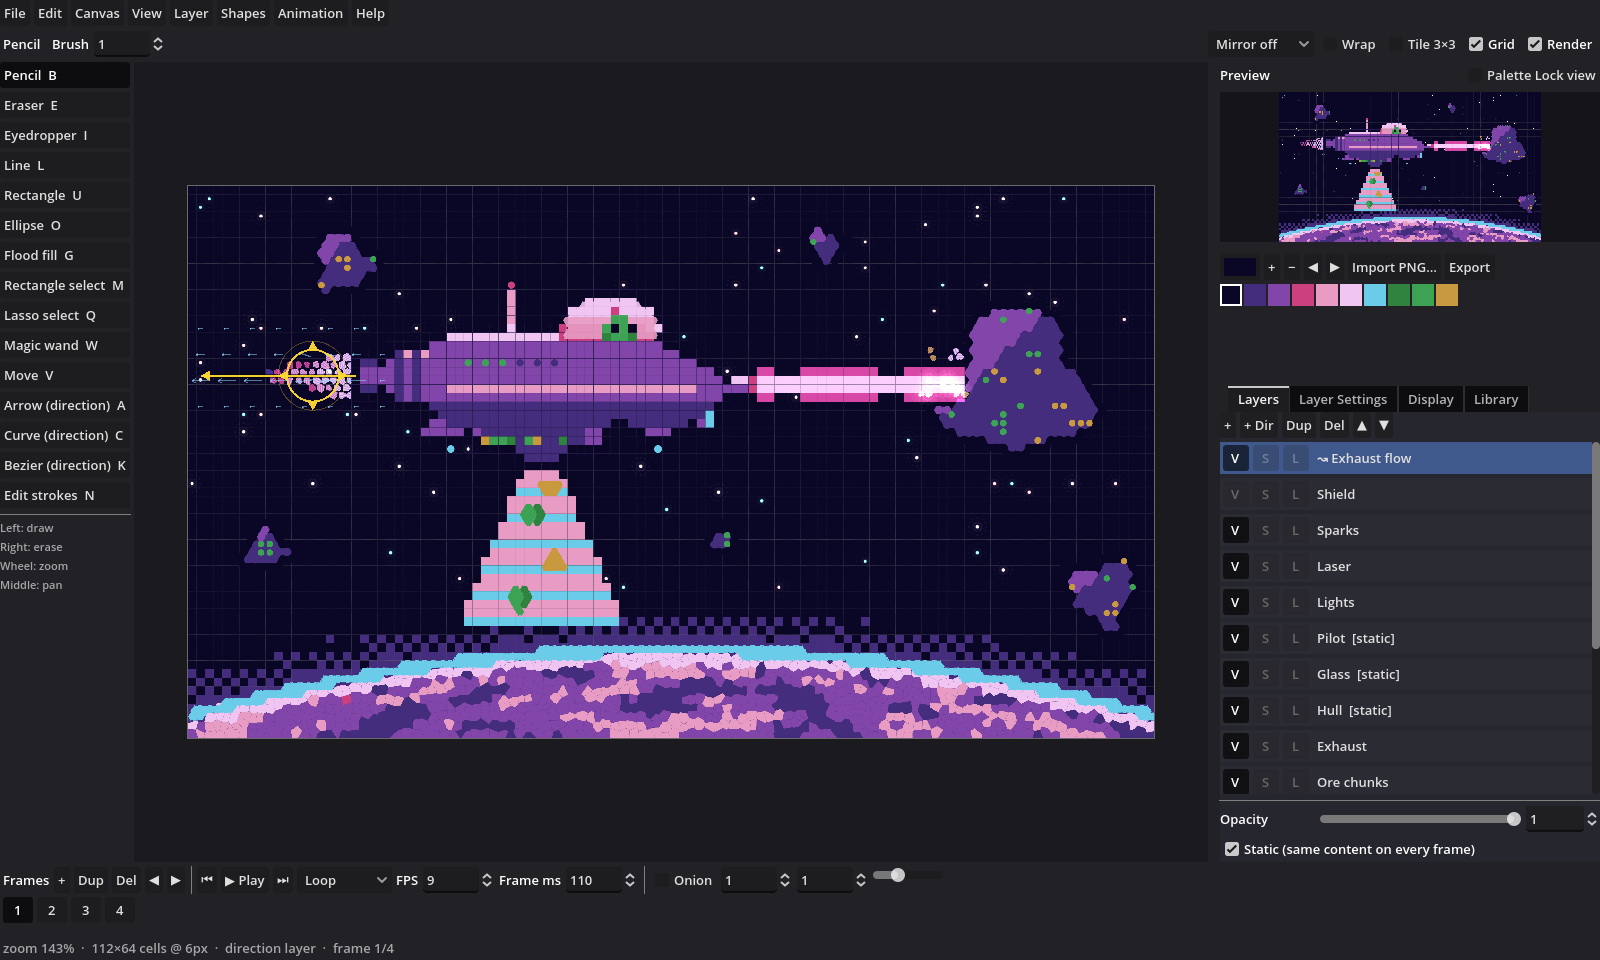 File Edit Canvas View Layer Shapes Animation Help
Pencil Brush 1 Mirror off Wrap Tile 3×3 Grid Render
Pencil B
Eraser E
Eyedropper I
Line L
Rectangle U
Ellipse O
Flood fill G
Rectangle select M
Lasso select Q
Magic wand W
Move V
Arrow (direction) A
Curve (direction) C
Bezier (direction) K
Edit strokes N
Left: draw
Right: erase
Wheel: zoom
Middle: pan
Preview Palette Lock view
+ − ◀ ▶ Import PNG... Export
Layers Layer Settings Display Library
+ + Dir Dup Del ▲ ▼
V S L ↝ Exhaust flow
V S L Shield
V S L Sparks
V S L Laser
V S L Lights
V S L Pilot [static]
V S L Glass [static]
V S L Hull [static]
V S L Exhaust
V S L Ore chunks
Opacity 1
Static (same content on every frame)
Frames + Dup Del ◀ ▶ ⏮ ▶ Play ⏭ Loop FPS 9 Frame ms 110 Onion 1 1
1 2 3 4
zoom 143% · 112×64 cells @ 6px · direction layer · frame 1/4